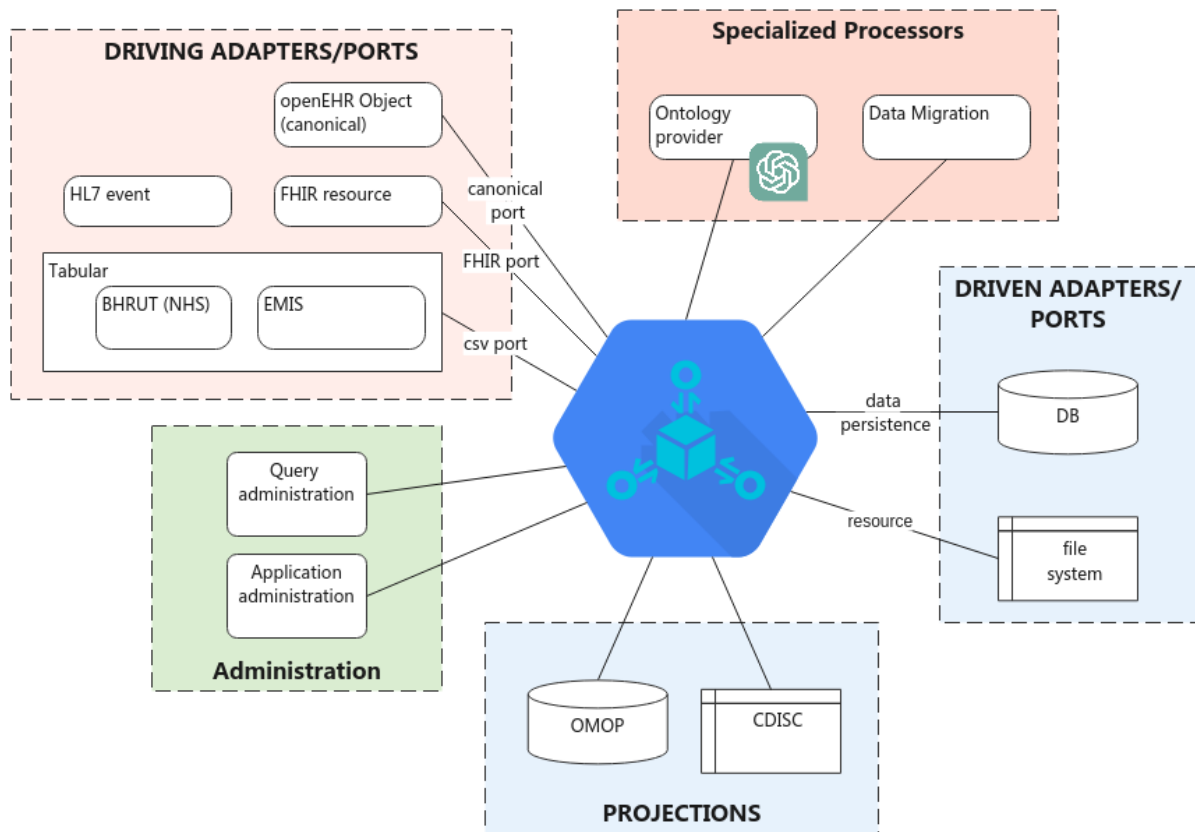 DRIVING ADAPTERS/PORTS
openEHR Object
(canonical)
HL7 event
FHIR resource
Tabular
BHRUT (NHS)
EMIS
canonical
port
FHIR port
csv port
Specialized Processors
Ontology
provider
Data Migration
DRIVEN ADAPTERS/
PORTS
data
persistence
DB
resource
file
system
Query
administration
Application
administration
Administration
OMOP
CDISC
PROJECTIONS